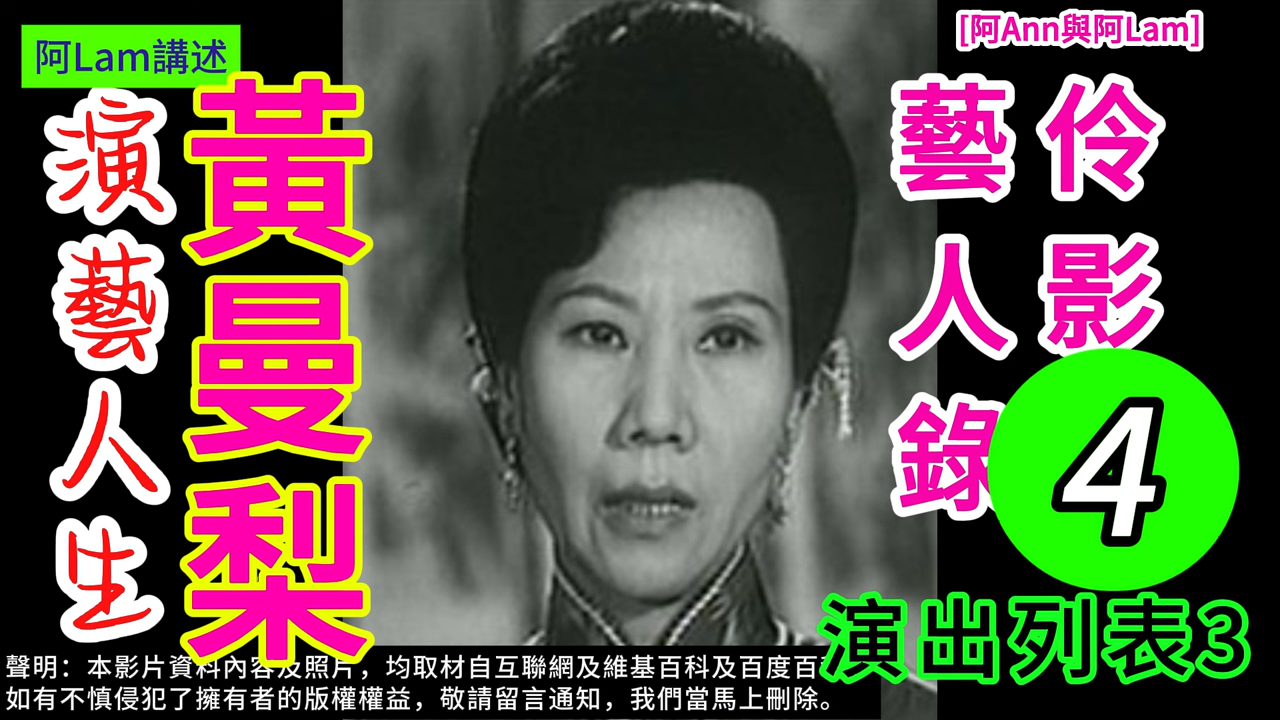 阿Lam講述
[阿Ann與阿Lam]
演藝人生
黃曼梨
伶影
藝人錄
4
演出列表3
聲明：本影片資料內容及照片，均取材自互聯網及維基百科及百度百
如有不慎侵犯了擁有者的版權權益，敬請留言通知，我們當馬上刪除。